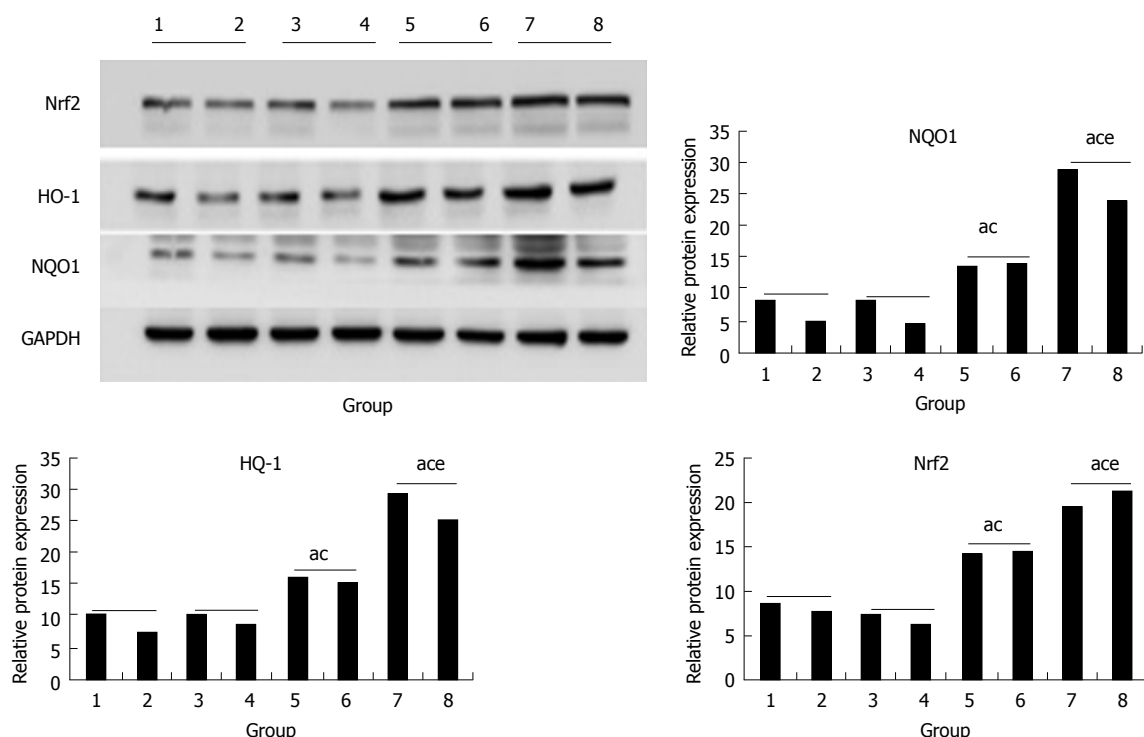 1 2 3 4 5 6 7 8
Nrf2
HO-1
NQO1
GAPDH
Group
NQO1
Relative protein expression
35
30
25
20
15
10
5
0
ace
ac
1 2 3 4 5 6 7 8
Group
HQ-1
Relative protein expression
35
30
25
20
15
10
5
0
ace
ac
1 2 3 4 5 6 7 8
Group
Nrf2
Relative protein expression
25
20
15
10
5
0
ace
ac
1 2 3 4 5 6 7 8
Group